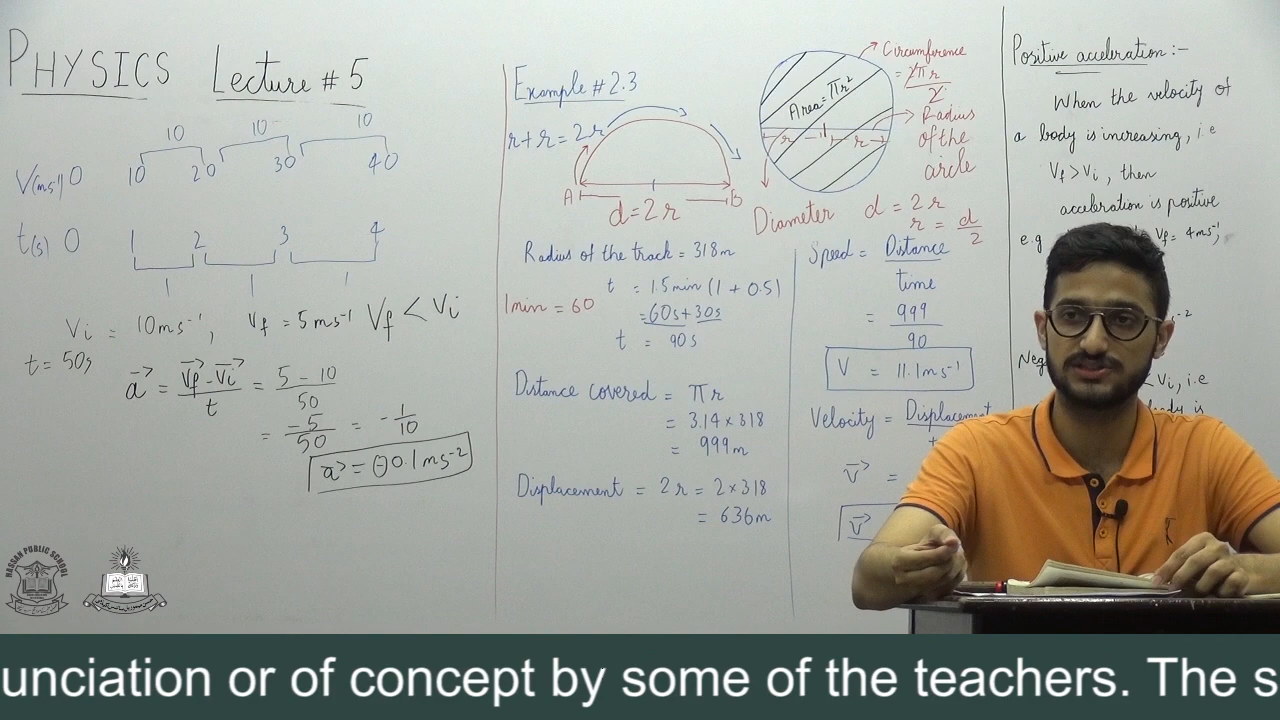 PHYSICS Lecture # 5
10 10 10
V(ms⁻¹) 0 10 20 30 40
t(s) 0 1 2 3 4
1 1 1
Vi = 10ms⁻¹, Vf = 5ms⁻¹ Vf < Vi
t = 50s
a⃗ = V⃗f - V⃗i / t = 5 - 10 / 50
= -5/50 = -1/10
a⃗ = ⊖0.1ms⁻²
HASSAN PUBLIC SCHOOL
Example # 2.3
r+r = 2r
A B
d = 2r
Radius of the track = 318m
t = 1.5min (1 + 0.5)
1min = 60
= 60s + 30s
t = 90s
Distance covered = πr
= 3.14 × 318
= 999m
Displacement = 2r = 2×318
= 636m
Circumference
= 2πr / 2
Area = πr²
Radius
of the
circle
r r
Diameter d = 2r
r = d/2
Speed = Distance / time
= 999 / 90
V = 11.1ms⁻¹
Velocity = Displacement
v⃗ =
v⃗
Positive acceleration :-
When the velocity of
a body is increasing, i.e
Vf > Vi, then
acceleration is positive
e.g Vf = 4ms⁻¹,
< Vi, i.e
body is
unciation or of concept by some of the teachers. The s